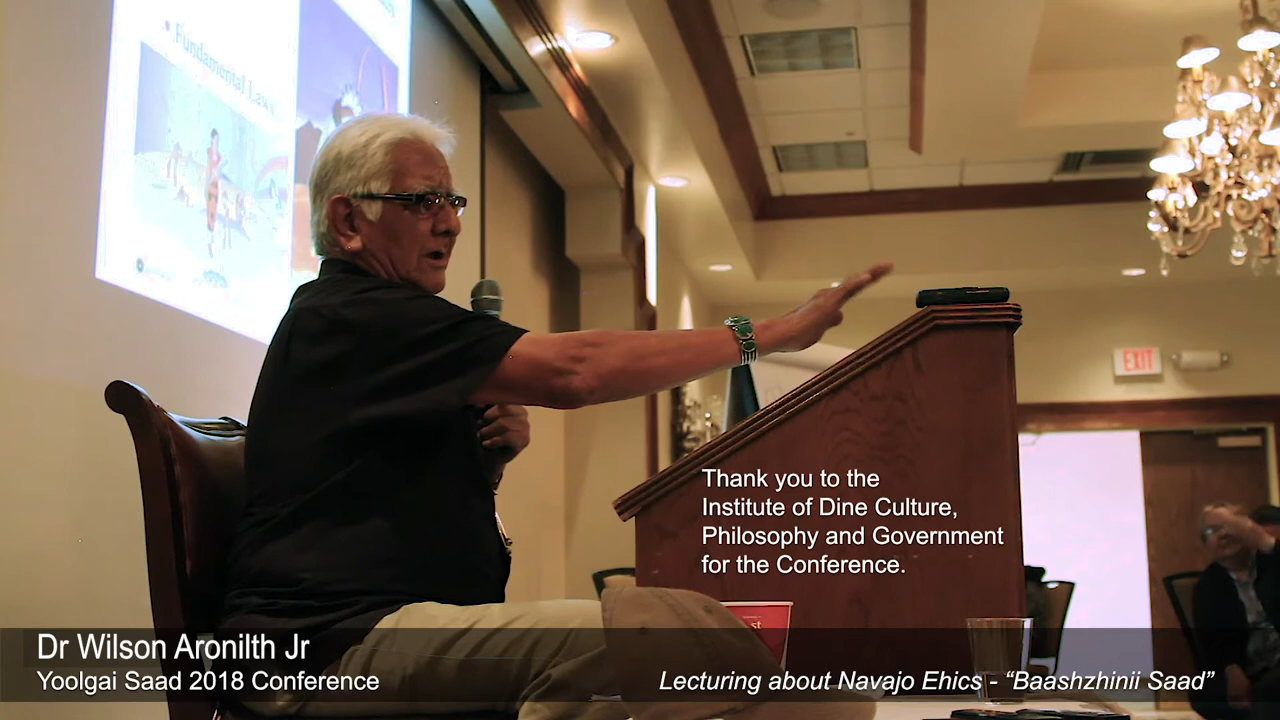 Fundamental Laws
EXIT
Thank you to the
Institute of Dine Culture,
Philosophy and Government
for the Conference.
Dr Wilson Aronilth Jr
Yoolgai Saad 2018 Conference
Lecturing about Navajo Ehics - “Baashzhinii Saad”